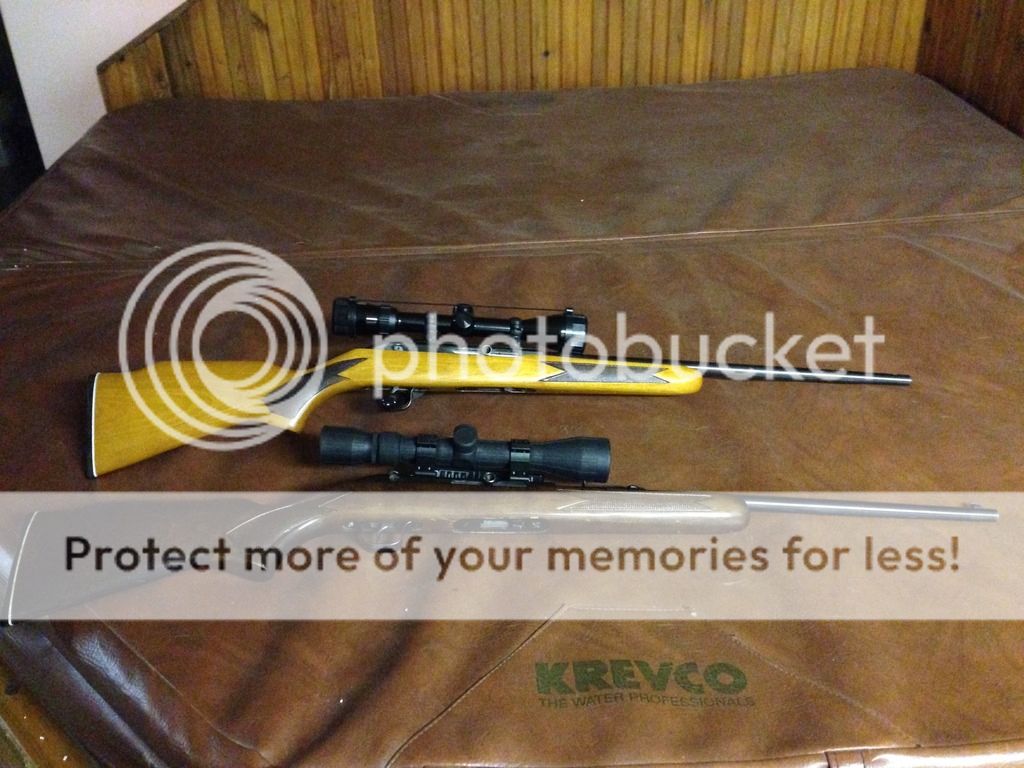 photobucket
Protect more of your memories for less!
KREVCO
THE WATER PROFESSIONALS